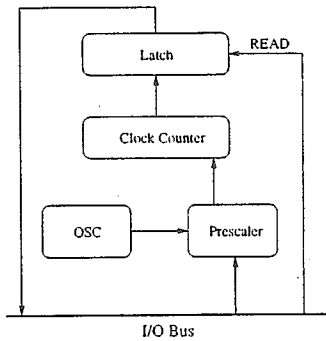 Latch
READ
Clock Counter
OSC
Prescaler
I/O Bus